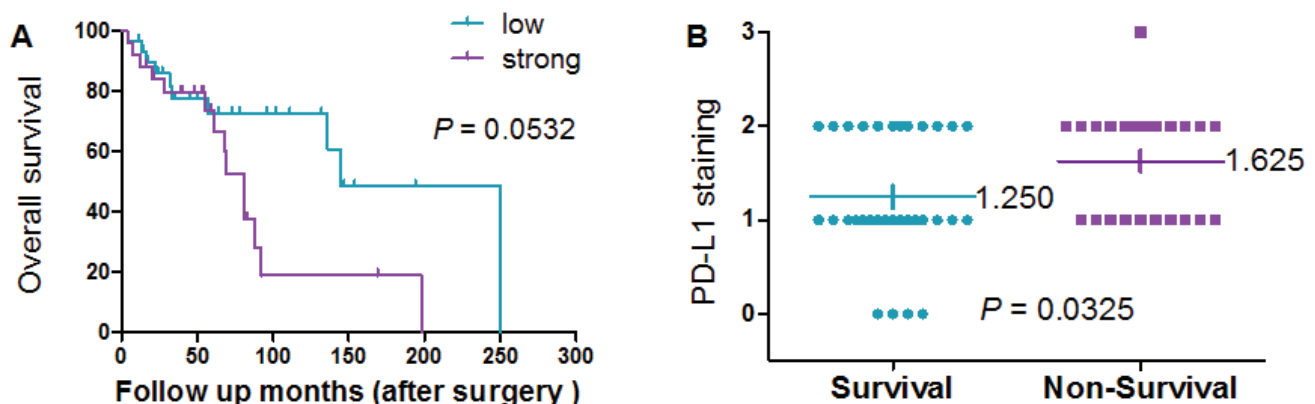 A
low
strong
P = 0.0532
Overall survival
100
80
60
40
20
0
0 50 100 150 200 250 300
Follow up months (after surgery )
B
PD-L1 staining
3
2
1
0
1.250
1.625
P = 0.0325
Survival Non-Survival